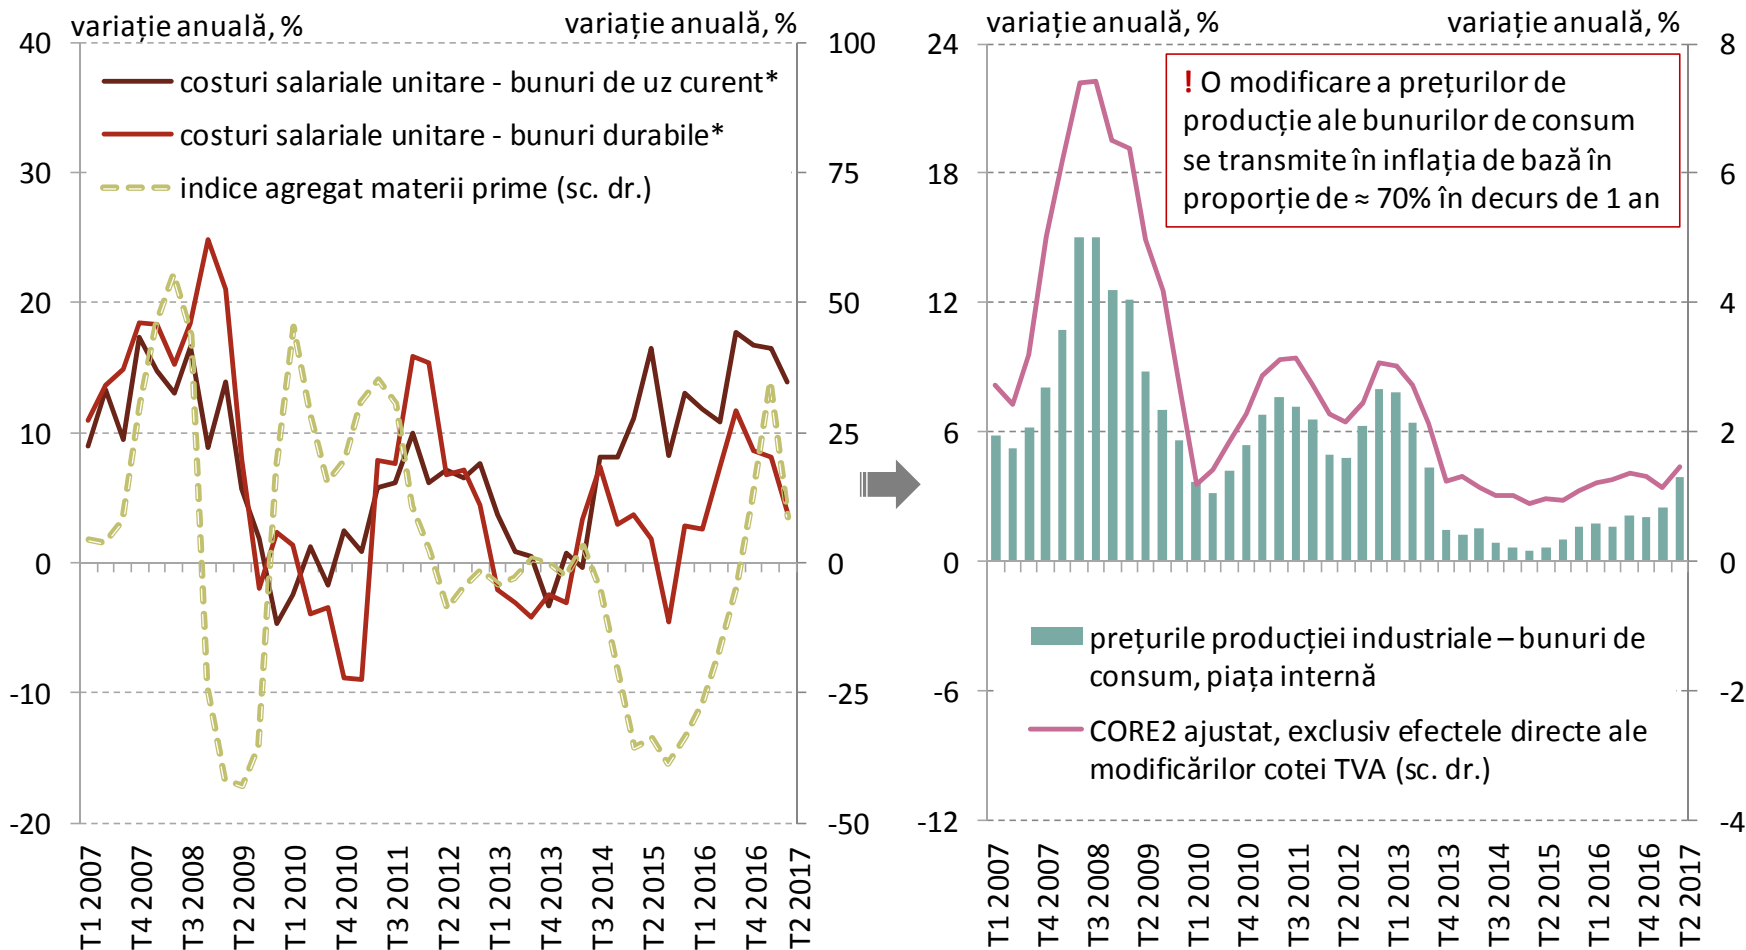 variație anuală, %
variație anuală, %
40
30
20
10
0
-10
-20
100
75
50
25
0
-25
-50
costuri salariale unitare - bunuri de uz curent*
costuri salariale unitare - bunuri durabile*
indice agregat materii prime (sc. dr.)
T1 2007
T4 2007
T3 2008
T2 2009
T1 2010
T4 2010
T3 2011
T2 2012
T1 2013
T4 2013
T3 2014
T2 2015
T1 2016
T4 2016
T2 2017
variație anuală, %
variație anuală, %
24
18
12
6
0
-6
-12
8
6
4
2
0
-2
-4
! O modificare a prețurilor de
producție ale bunurilor de consum
se transmite în inflația de bază în
proporție de ≈ 70% în decurs de 1 an
prețurile producției industriale – bunuri de
consum, piața internă
CORE2 ajustat, exclusiv efectele directe ale
modificărilor cotei TVA (sc. dr.)
T1 2007
T4 2007
T3 2008
T2 2009
T1 2010
T4 2010
T3 2011
T2 2012
T1 2013
T4 2013
T3 2014
T2 2015
T1 2016
T4 2016
T2 2017